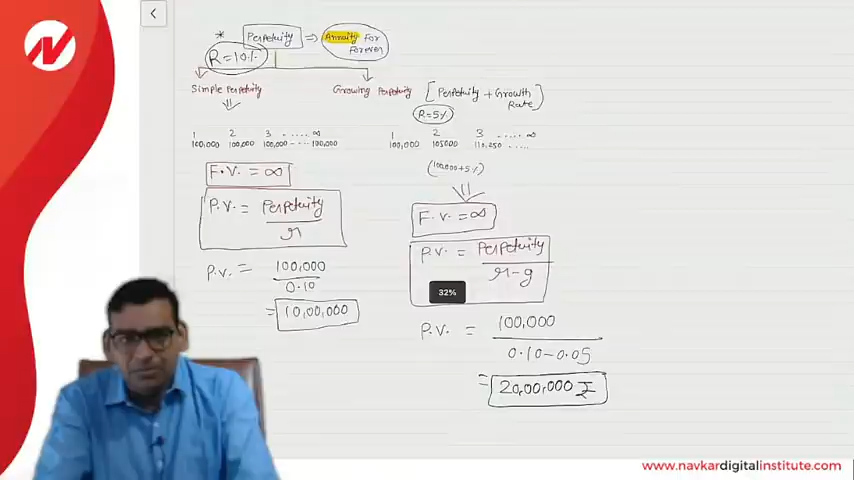 * Perpetuity ⇒ Annuity for
Forever
R = 10%
Simple Perpetuity
Growing Perpetuity [Perpetuity + Growth
Rate]
R = 5%
1 2 3 ..... ∞
100,000 100,000 100,000 ---- 100,000
1 2 3 ..... ∞
100,000 105000 110,250 .....
(100,000+5%)
F.V. = ∞
P.V. = Perpetuity
r
P.V. = 100,000
0.10
= 10,00,000
F.V. = ∞
P.V. = Perpetuity
r-g
32%
P.V. = 100,000
0.10-0.05
= 20,00,000 ₹
www.navkardigitalinstitute.com